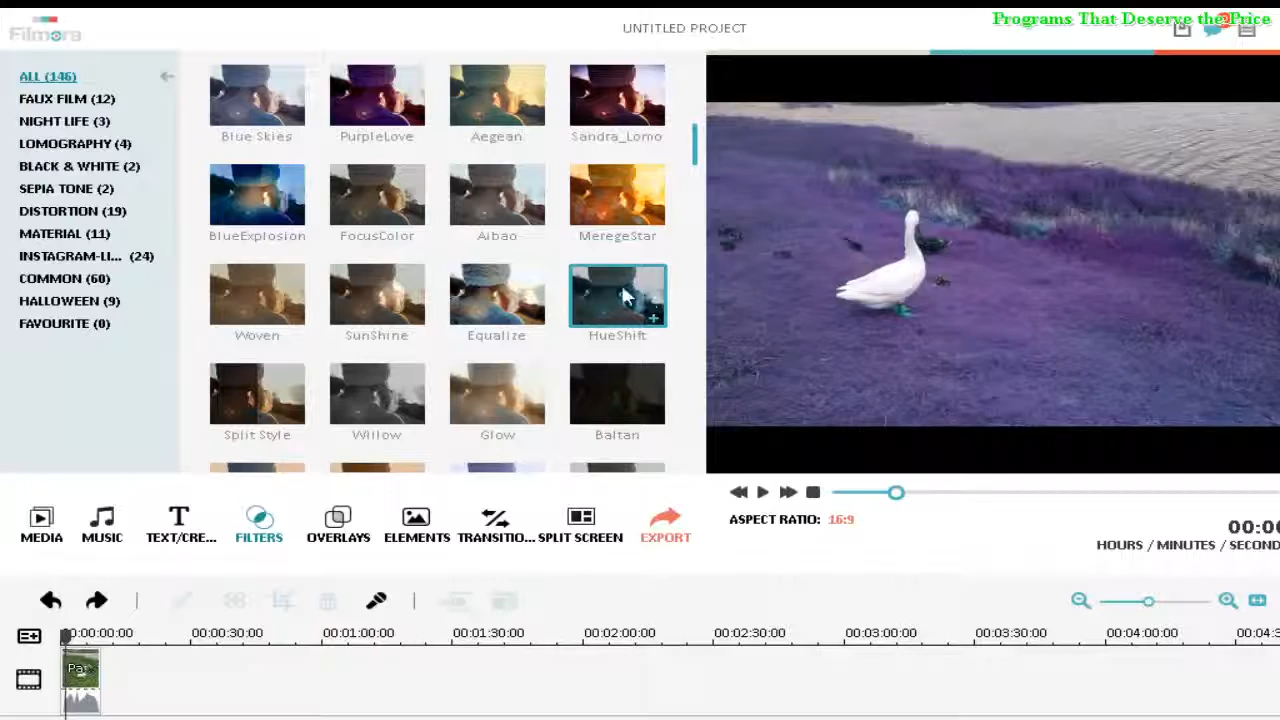 Programs That Deserve the Price
Filmora
UNTITLED PROJECT
ALL (146)
FAUX FILM (12)
NIGHT LIFE (3)
LOMOGRAPHY (4)
BLACK & WHITE (2)
SEPIA TONE (2)
DISTORTION (19)
MATERIAL (11)
INSTAGRAM-LI... (24)
COMMON (60)
HALLOWEEN (9)
FAVOURITE (0)
Blue Skies PurpleLove Aegean Sandra_Lomo
BlueExplosion FocusColor Aibao MeregeStar
Woven SunShine Equalize HueShift
Split Style Willow Glow Baltan
MEDIA MUSIC TEXT/CRE... FILTERS OVERLAYS ELEMENTS TRANSITIO... SPLIT SCREEN EXPORT
ASPECT RATIO: 16:9
00:00
HOURS / MINUTES / SECOND
00:00:00:00 00:00:30:00 00:01:00:00 00:01:30:00 00:02:00:00 00:02:30:00 00:03:00:00 00:03:30:00 00:04:00:00 00:04:3